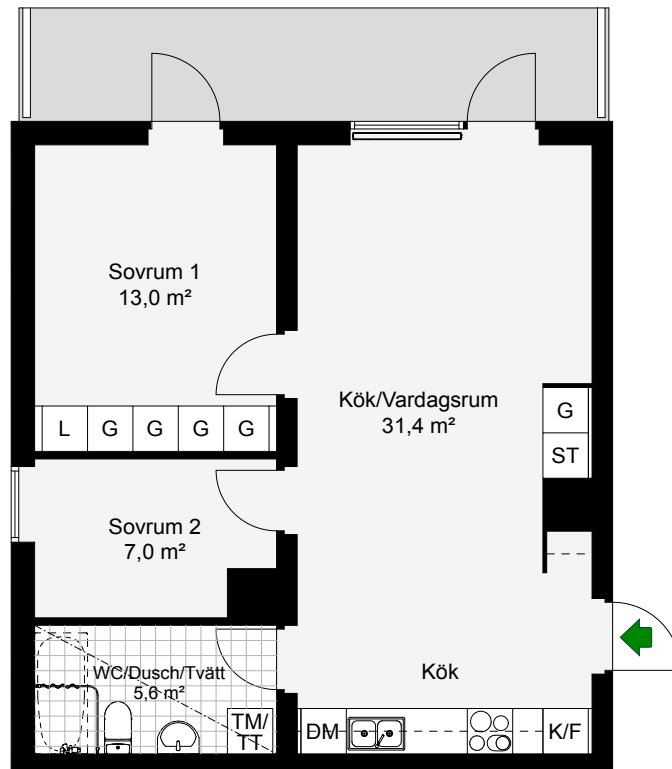 Sovrum 1
13,0 m²
Kök/Vardagsrum
31,4 m²
G
ST
L G G G G
Sovrum 2
7,0 m²
WC/Dusch/Tvätt
5,6 m²
Kök
TM/
TT
DM
K/F